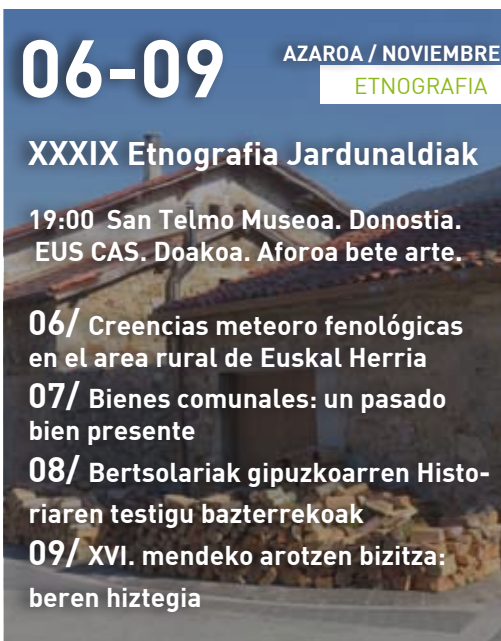 06-09
AZAROA / NOVIEMBRE
ETNOGRAFIA
XXXIX Etnografia Jardunaldiak
19:00 San Telmo Museoa. Donostia.
EUS CAS. Doakoa. Aforoa bete arte.
06/ Creencias meteoro fenológicas
en el area rural de Euskal Herria
07/ Bienes comunales: un pasado
bien presente
08/ Bertsolariak gipuzkoarren Histo-
riaren testigu bazterrekoak
09/ XVI. mendeko arotzen bizitza:
beren hiztegia